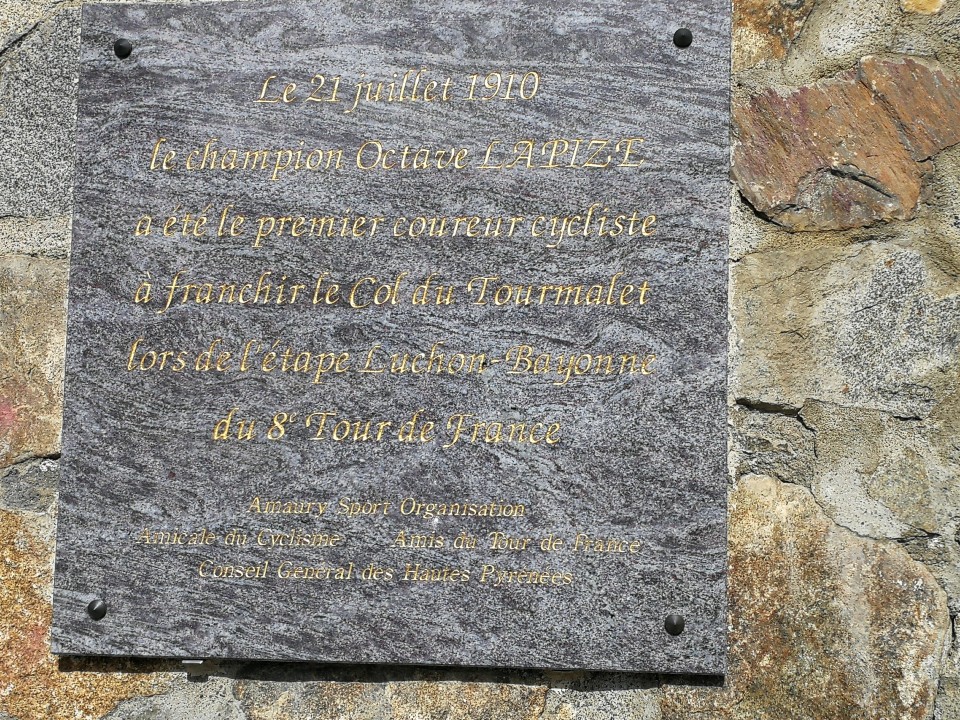 Le 21 juillet 1910
le champion Octave LAPIZE
a été le premier coureur cycliste
à franchir le Col du Tourmalet
lors de l'étape Luchon-Bayonne
du 8e Tour de France
Amaury Sport Organisation
Amicale du Cyclisme Amis du Tour de France
Conseil Général des Hautes Pyrénées